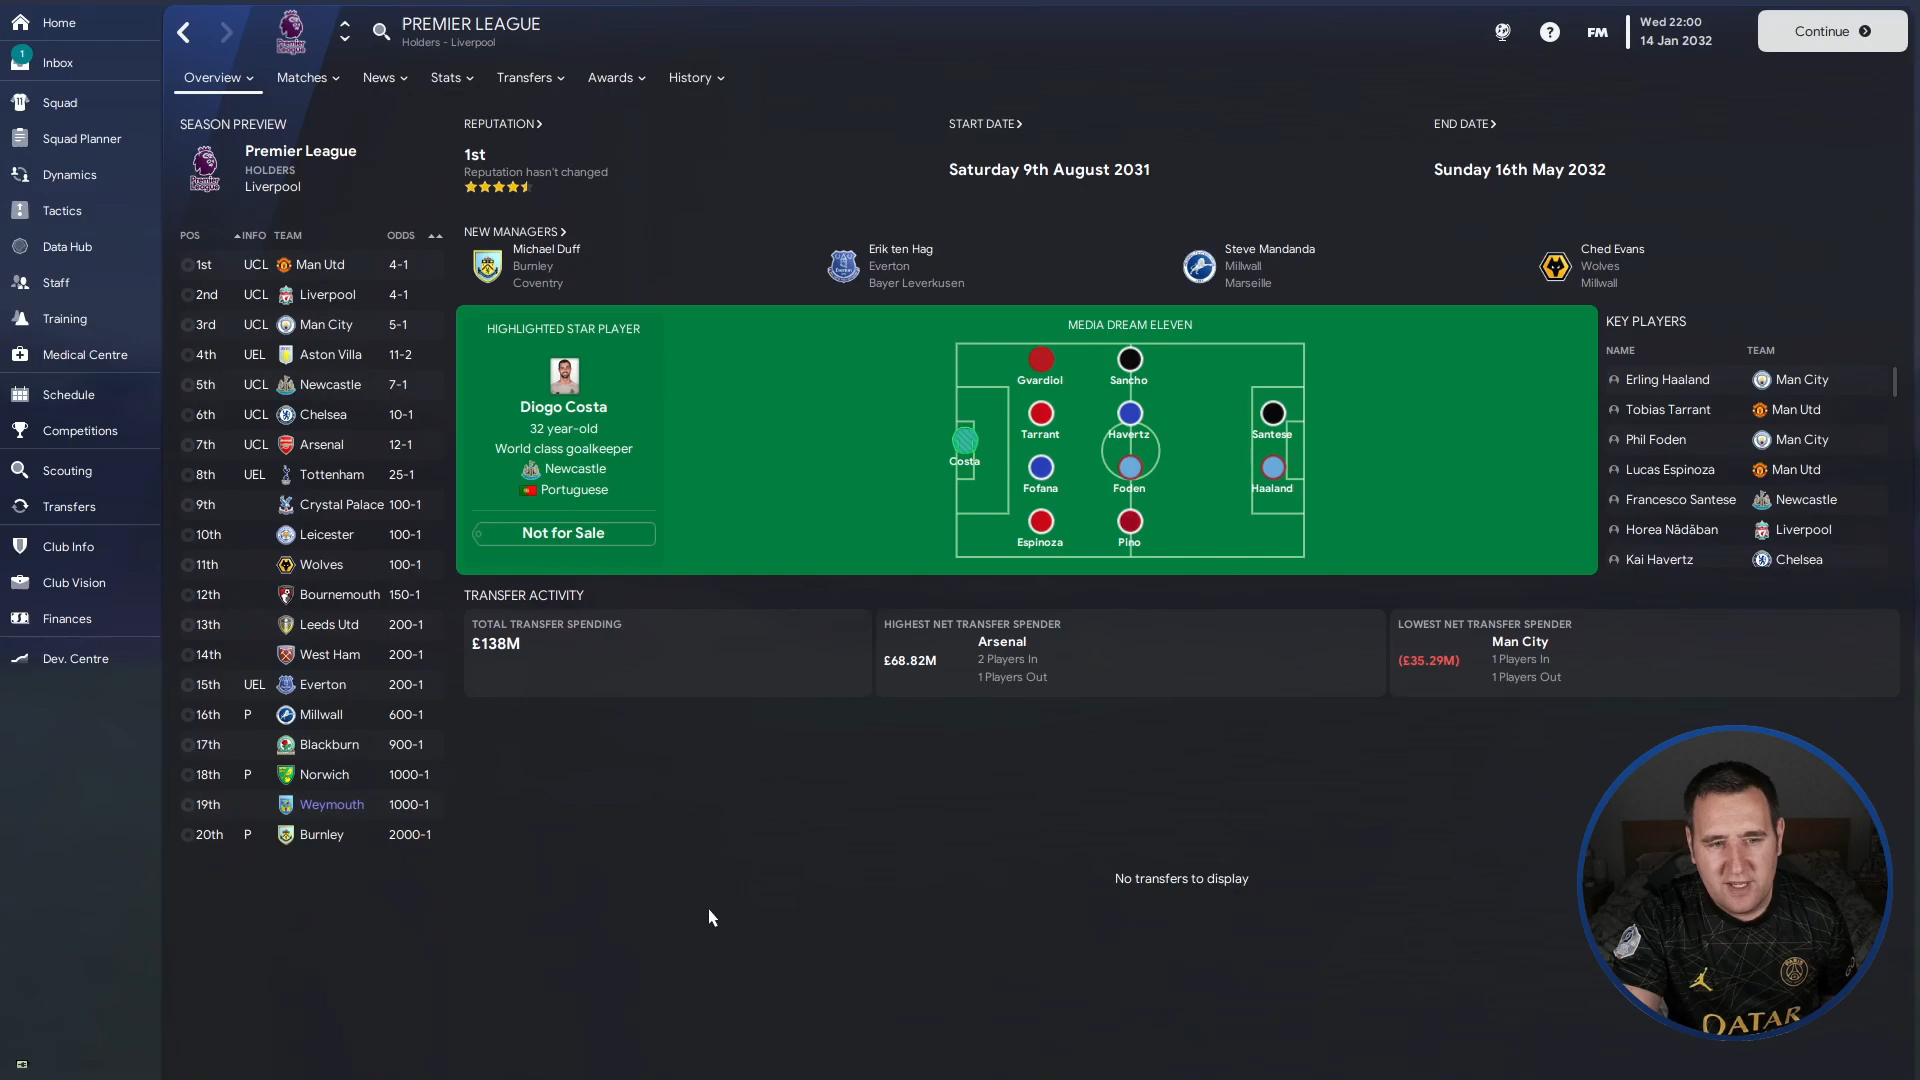 Home
1
Inbox
Squad
Squad Planner
Dynamics
Tactics
Data Hub
Staff
Training
Medical Centre
Schedule
Competitions
Scouting
Transfers
Club Info
Club Vision
Finances
Dev. Centre
PREMIER LEAGUE
Holders - Liverpool
FM
Wed 22:00
14 Jan 2032
Continue
Overview
Matches
News
Stats
Transfers
Awards
History
SEASON PREVIEW
Premier League
HOLDERS
Liverpool
REPUTATION
1st
Reputation hasn't changed
START DATE
Saturday 9th August 2031
END DATE
Sunday 16th May 2032
POS INFO TEAM ODDS
1st UCL Man Utd 4-1
2nd UCL Liverpool 4-1
3rd UCL Man City 5-1
4th UEL Aston Villa 11-2
5th UCL Newcastle 7-1
6th UCL Chelsea 10-1
7th UCL Arsenal 12-1
8th UEL Tottenham 25-1
9th Crystal Palace 100-1
10th Leicester 100-1
11th Wolves 100-1
12th Bournemouth 150-1
13th Leeds Utd 200-1
14th West Ham 200-1
15th UEL Everton 200-1
16th P Millwall 600-1
17th Blackburn 900-1
18th P Norwich 1000-1
19th Weymouth 1000-1
20th P Burnley 2000-1
NEW MANAGERS
Michael Duff
Burnley
Coventry
Erik ten Hag
Everton
Bayer Leverkusen
Steve Mandanda
Millwall
Marseille
Ched Evans
Wolves
Millwall
HIGHLIGHTED STAR PLAYER
Diogo Costa
32 year-old
World class goalkeeper
Newcastle
Portuguese
Not for Sale
MEDIA DREAM ELEVEN
Gvardiol
Sancho
Tarrant
Havertz
Santese
Costa
Fofana
Foden
Haaland
Espinoza
Pino
KEY PLAYERS
NAME TEAM
Erling Haaland Man City
Tobias Tarrant Man Utd
Phil Foden Man City
Lucas Espinoza Man Utd
Francesco Santese Newcastle
Horea Nădăban Liverpool
Kai Havertz Chelsea
TRANSFER ACTIVITY
TOTAL TRANSFER SPENDING
£138M
HIGHEST NET TRANSFER SPENDER
Arsenal
£68.82M
2 Players In
1 Players Out
LOWEST NET TRANSFER SPENDER
Man City
(£35.29M)
1 Players In
1 Players Out
No transfers to display
PARIS
QATAR